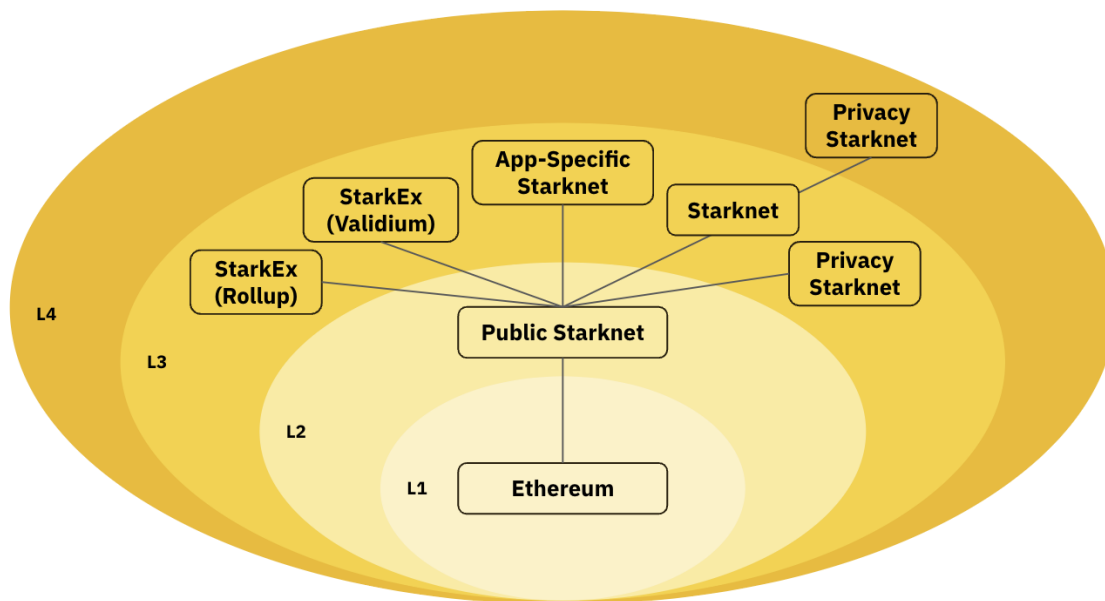 Privacy
Starknet
App-Specific
Starknet
StarkEx
(Validium)
Starknet
StarkEx
(Rollup)
Privacy
Starknet
L4
Public Starknet
L3
L2
L1
Ethereum